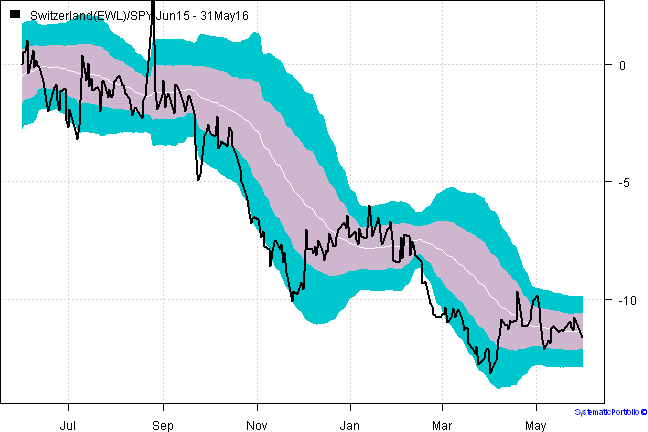 Switzerland(EWL)/SPY Jun15 - 31May16
0
-5
-10
Jul Sep Nov Jan Mar May
SystematicPortfolio ©